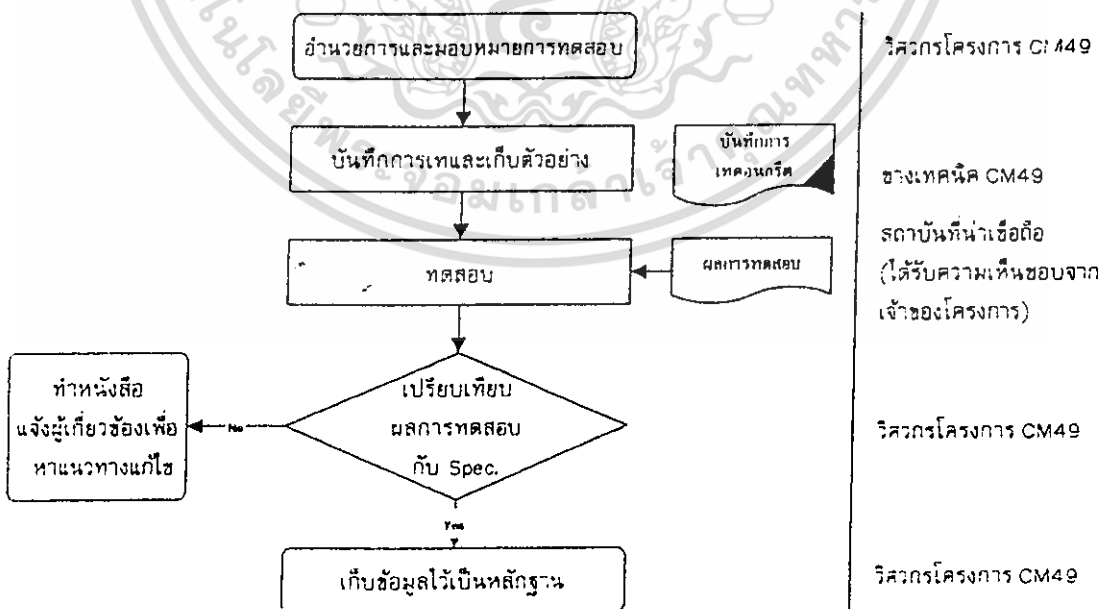 อำนวยการและมอบหมายการทดสอบ
วิศวกรโครงการ CM49
บันทึกการเทและเก็บตัวอย่าง
บันทึกการ
เทคอนกรีต
ช่างเทคนิค CM49
ทดสอบ
ผลการทดสอบ
สถาบันที่น่าเชื่อถือ
(ได้รับความเห็นชอบจาก
เจ้าของโครงการ)
เปรียบเทียบ
ผลการทดสอบ
กับ Spec.
No
ทำหนังสือ
แจ้งผู้เกี่ยวข้องเพื่อ
หาแนวทางแก้ไข
วิศวกรโครงการ CM49
Yes
เก็บข้อมูลไว้เป็นหลักฐาน
วิศวกรโครงการ CM49